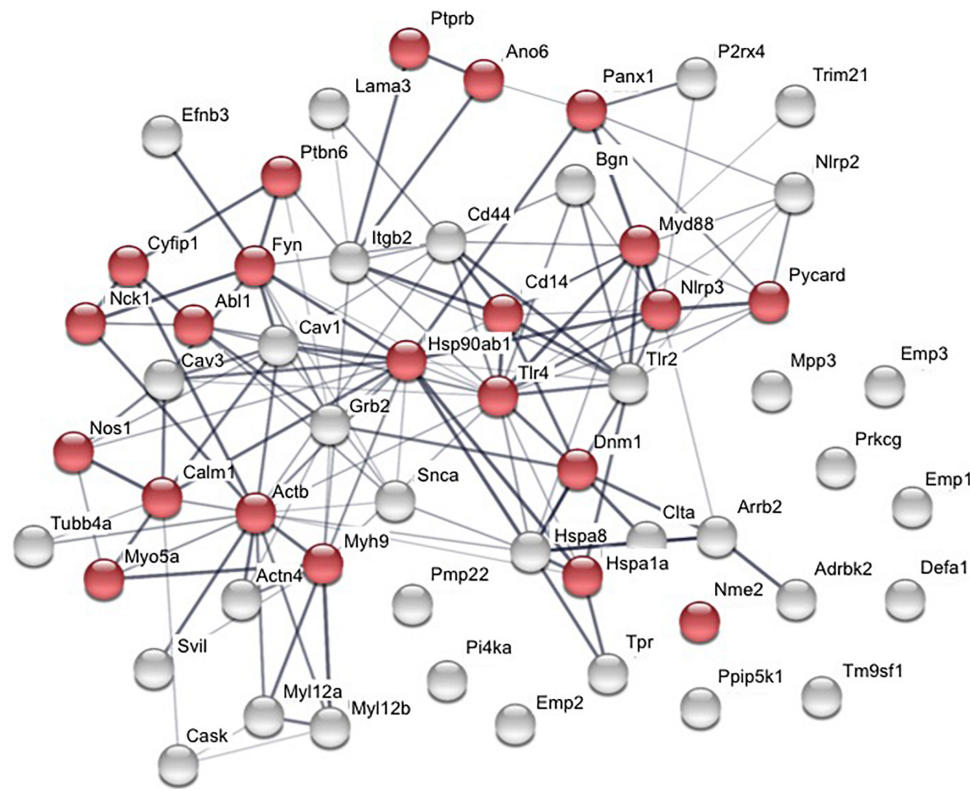 Ptprb
Ano6
P2rx4
Panx1
Trim21
Lama3
Efnb3
Ptbn6
Bgn
Nlrp2
Cd44
Myd88
Itgb2
Cyfip1
Fyn
Cd14
Pycard
Nlrp3
Nck1
Abl1
Cav1
Hsp90ab1
Cav3
Tlr4
Tlr2
Mpp3
Emp3
Grb2
Nos1
Dnm1
Prkcg
Calm1
Actb
Snca
Emp1
Tubb4a
Clta
Arrb2
Myh9
Hspa8
Myo5a
Actn4
Pmp22
Hspa1a
Nme2
Adrbk2
Defa1
Svil
Pi4ka
Tpr
Ppip5k1
Tm9sf1
Myl12a
Myl12b
Emp2
Cask